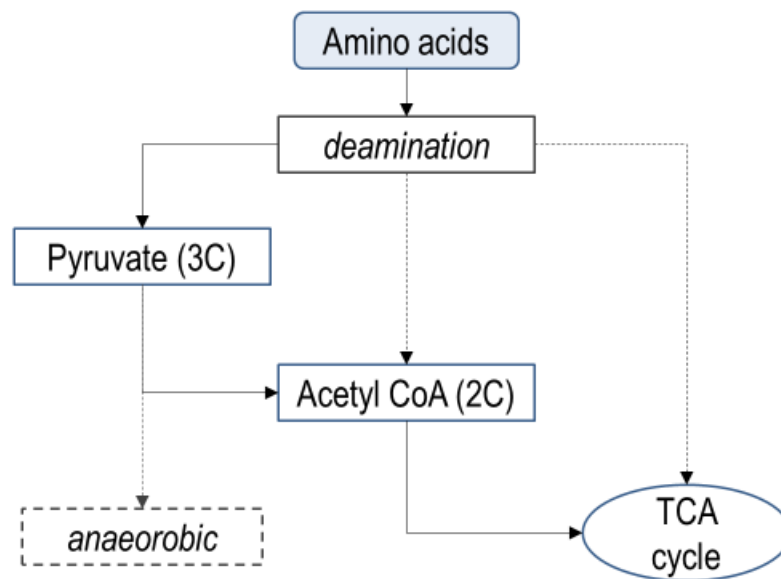 Amino acids
deamination
Pyruvate (3C)
Acetyl CoA (2C)
anaeorobic
TCA
cycle